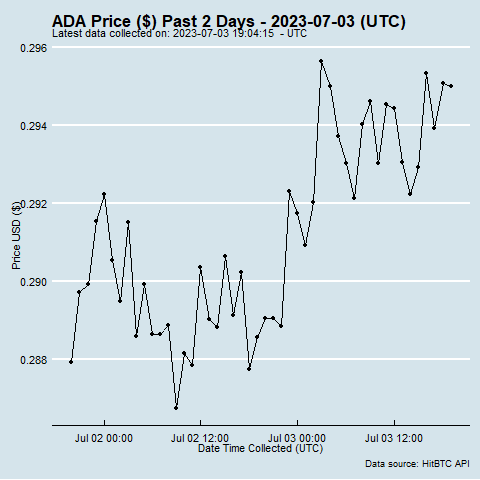 ADA Price ($) Past 2 Days - 2023-07-03 (UTC)
Latest data collected on: 2023-07-03 19:04:15  - UTC
0.296
0.294
0.292
0.290
0.288
Price USD ($)
Jul 02 00:00 Jul 02 12:00 Jul 03 00:00 Jul 03 12:00
Date Time Collected (UTC)
Data source: HitBTC API